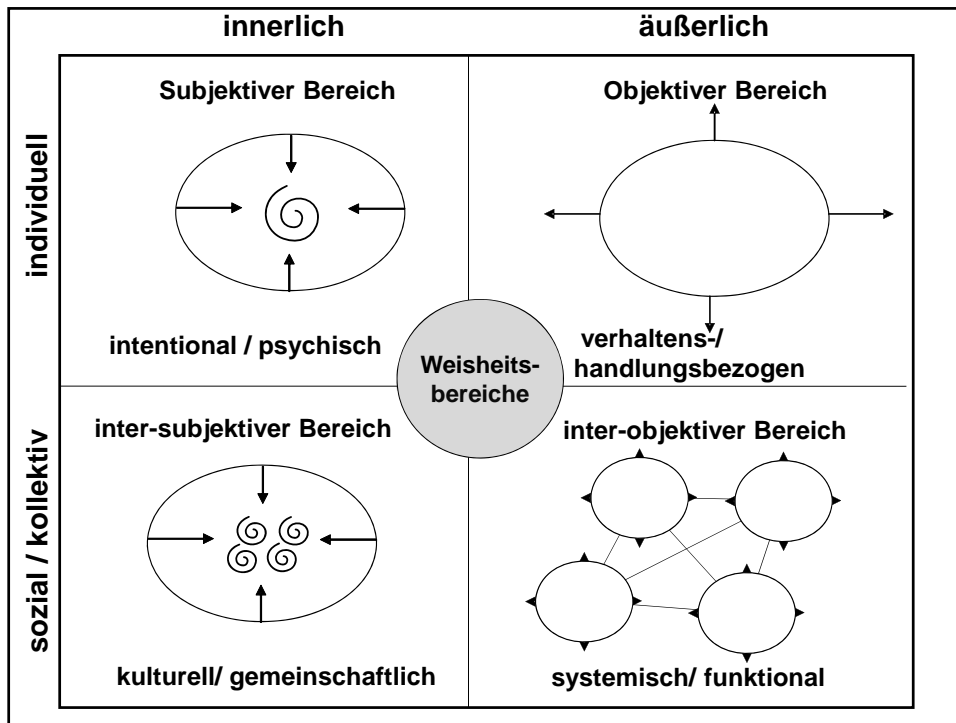 innerlich
äußerlich
individuell
Subjektiver Bereich
Objektiver Bereich
intentional / psychisch
verhaltens-/
handlungsbezogen
Weisheits-
bereiche
sozial / kollektiv
inter-subjektiver Bereich
inter-objektiver Bereich
kulturell/ gemeinschaftlich
systemisch/ funktional